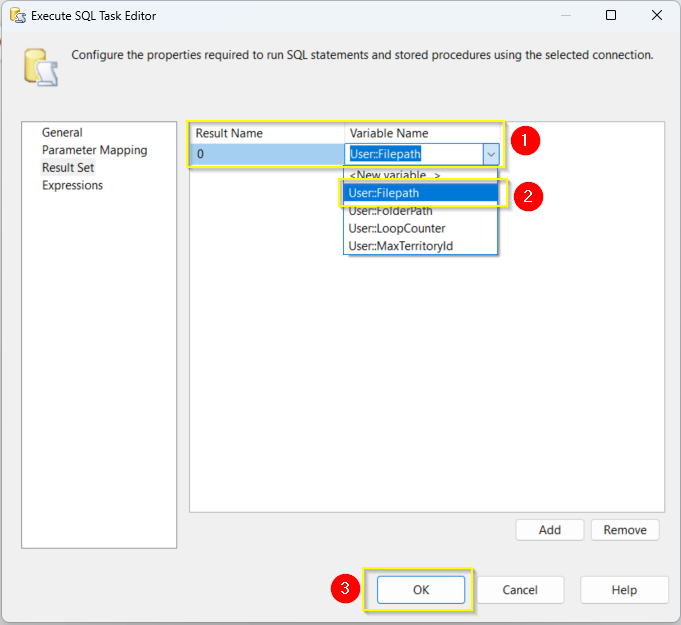 Execute SQL Task Editor
Configure the properties required to run SQL statements and stored procedures using the selected connection.
General
Parameter Mapping
Result Set
Expressions
Result Name Variable Name
0 User::Filepath
1
<New variable...>
User::Filepath
2
User::FolderPath
User::LoopCounter
User::MaxTerritoryId
Add Remove
3
OK Cancel Help